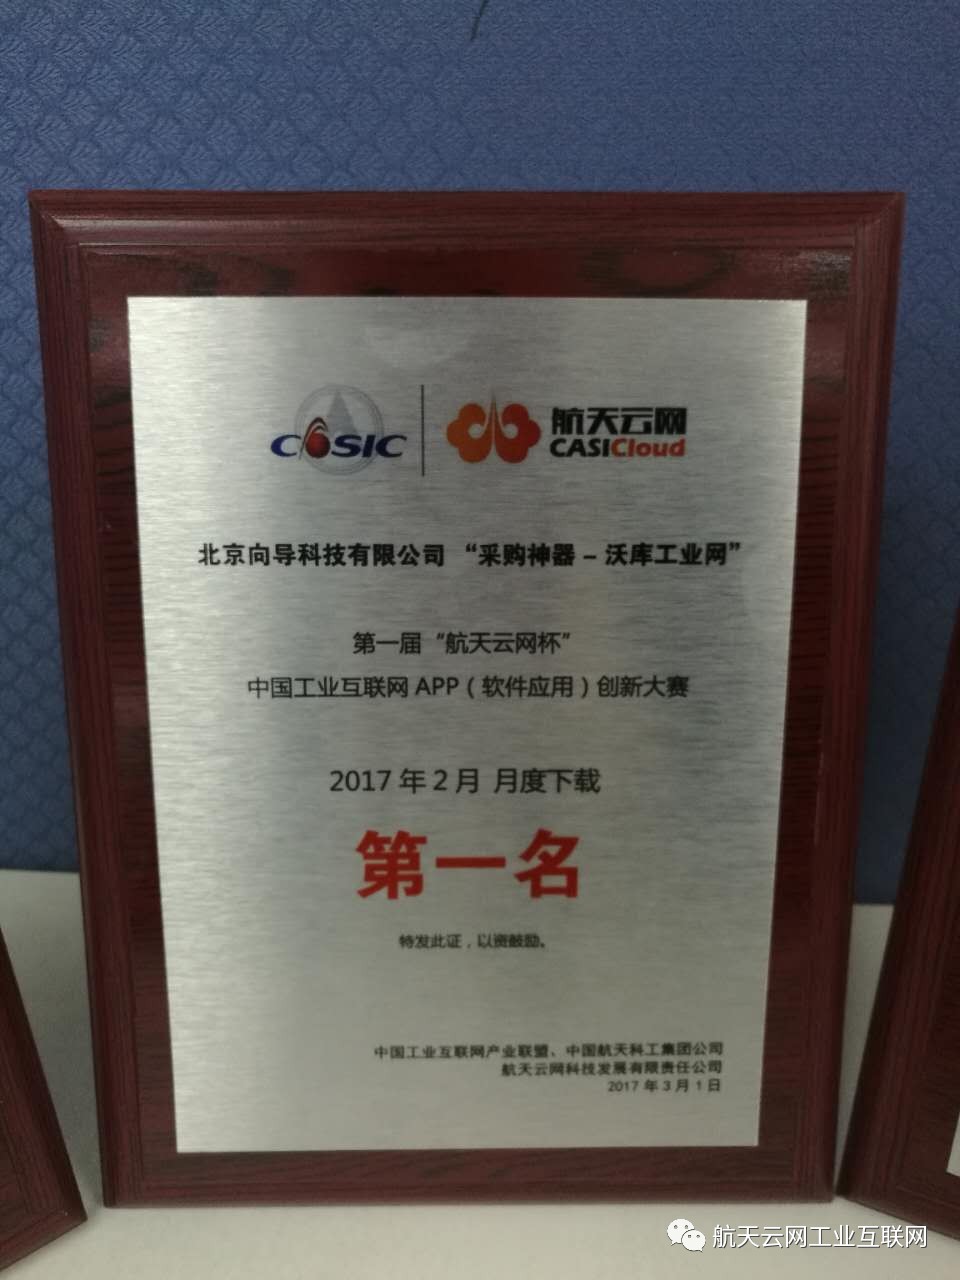 CASIC
航天云网
CASICloud
北京向导科技有限公司 “采购神器 – 沃库工业网”
第一届“航天云网杯”
中国工业互联网 APP（软件应用）创新大赛
2017 年 2 月 月度下载
第一名
特发此证，以资鼓励。
中国工业互联网产业联盟、中国航天科工集团公司
航天云网科技发展有限责任公司
2017 年 3 月 1 日
航天云网工业互联网